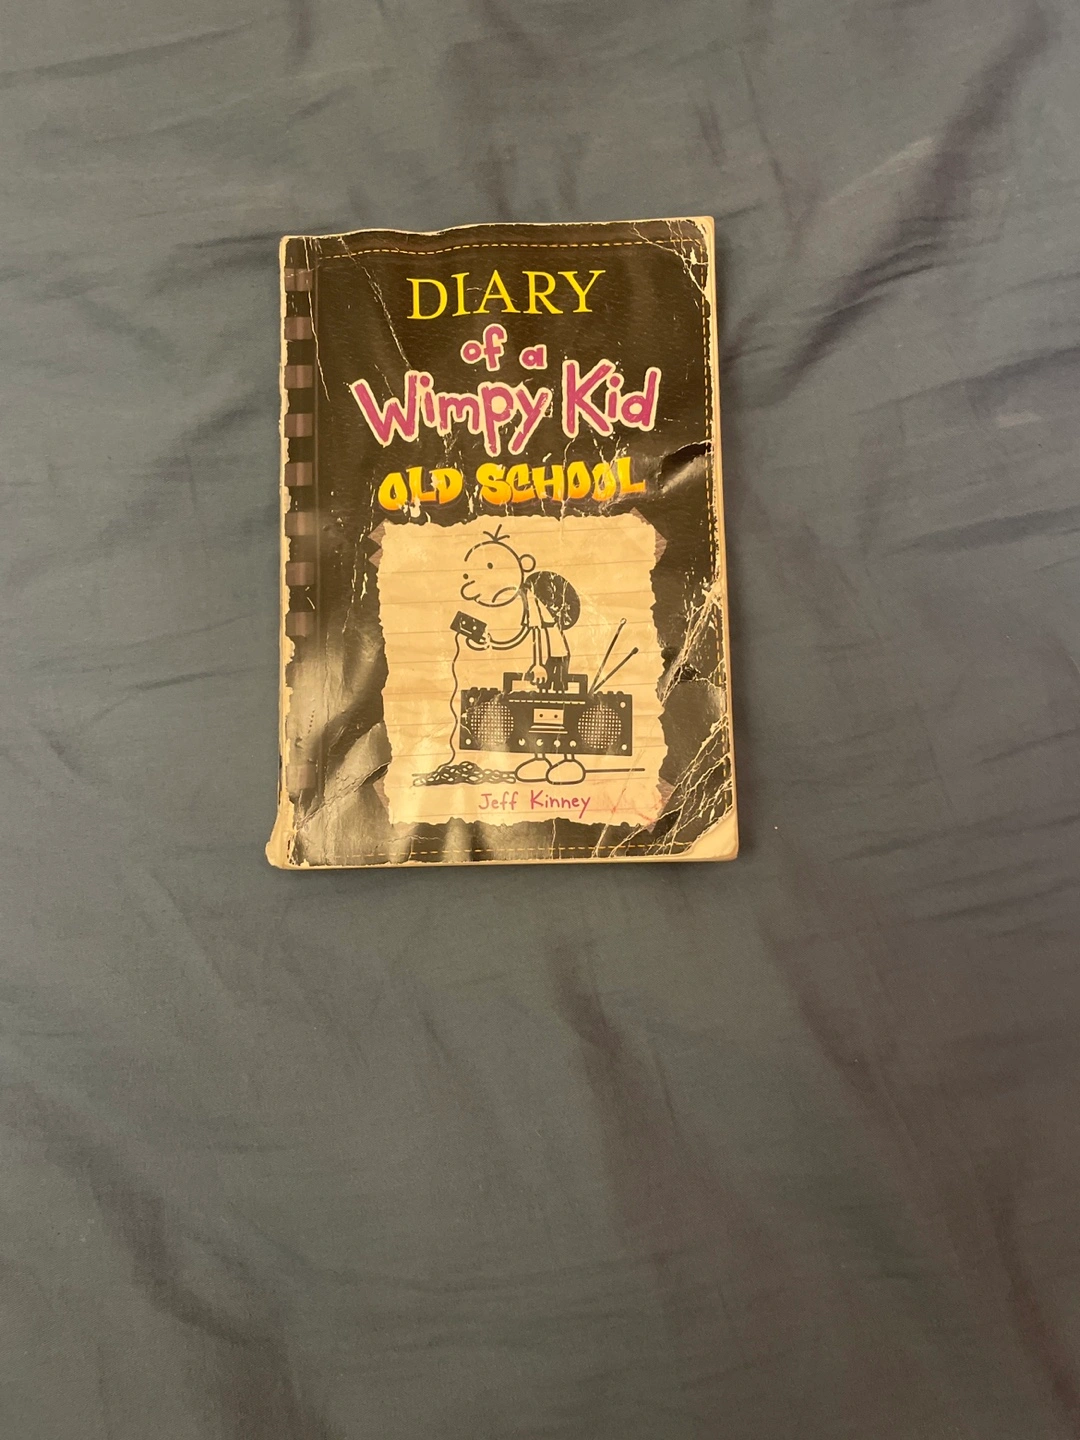 DIARY
of a
Wimpy Kid
OLD SCHOOL
Jeff Kinney